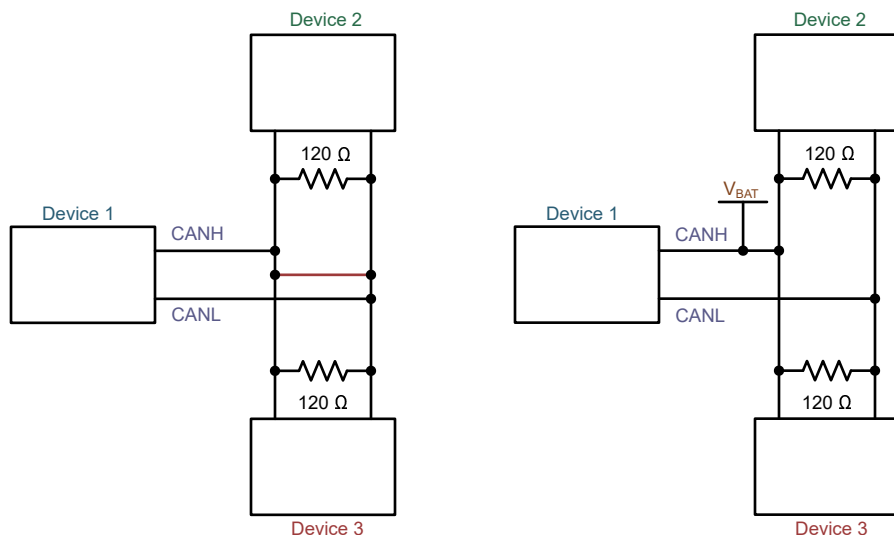 Device 2
120 Ω
Device 1
CANH
CANL
120 Ω
Device 3
Device 2
120 Ω
VBAT
Device 1
CANH
CANL
120 Ω
Device 3